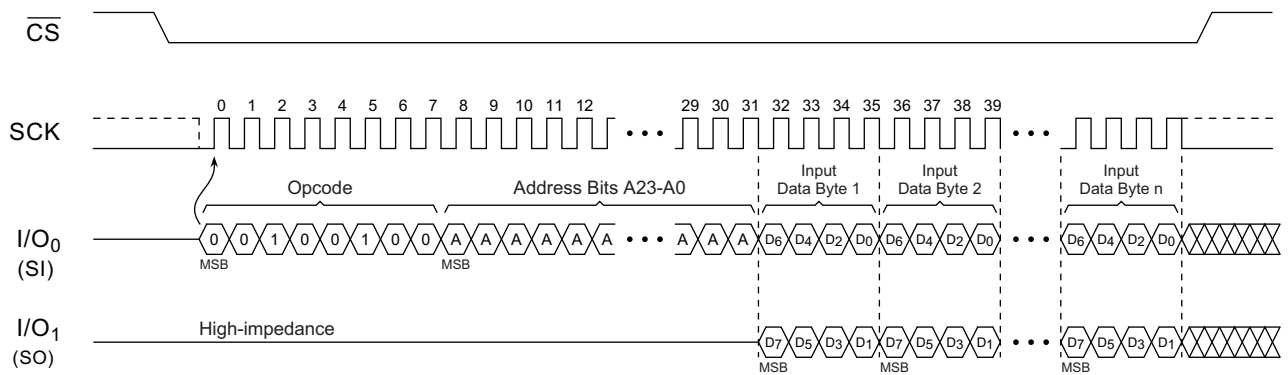 CS
0 1 2 3 4 5 6 7 8 9 10 11 12 29 30 31 32 33 34 35 36 37 38 39
SCK
Opcode Address Bits A23-A0 Input Data Byte 1 Input Data Byte 2 Input Data Byte n
I/O0 (SI) 0 0 1 0 0 1 0 0 A A A A A A A A A D6 D4 D2 D0 D6 D4 D2 D0 D6 D4 D2 D0
MSB MSB
I/O1 (SO) High-impedance D7 D5 D3 D1 D7 D5 D3 D1 D7 D5 D3 D1
MSB MSB MSB